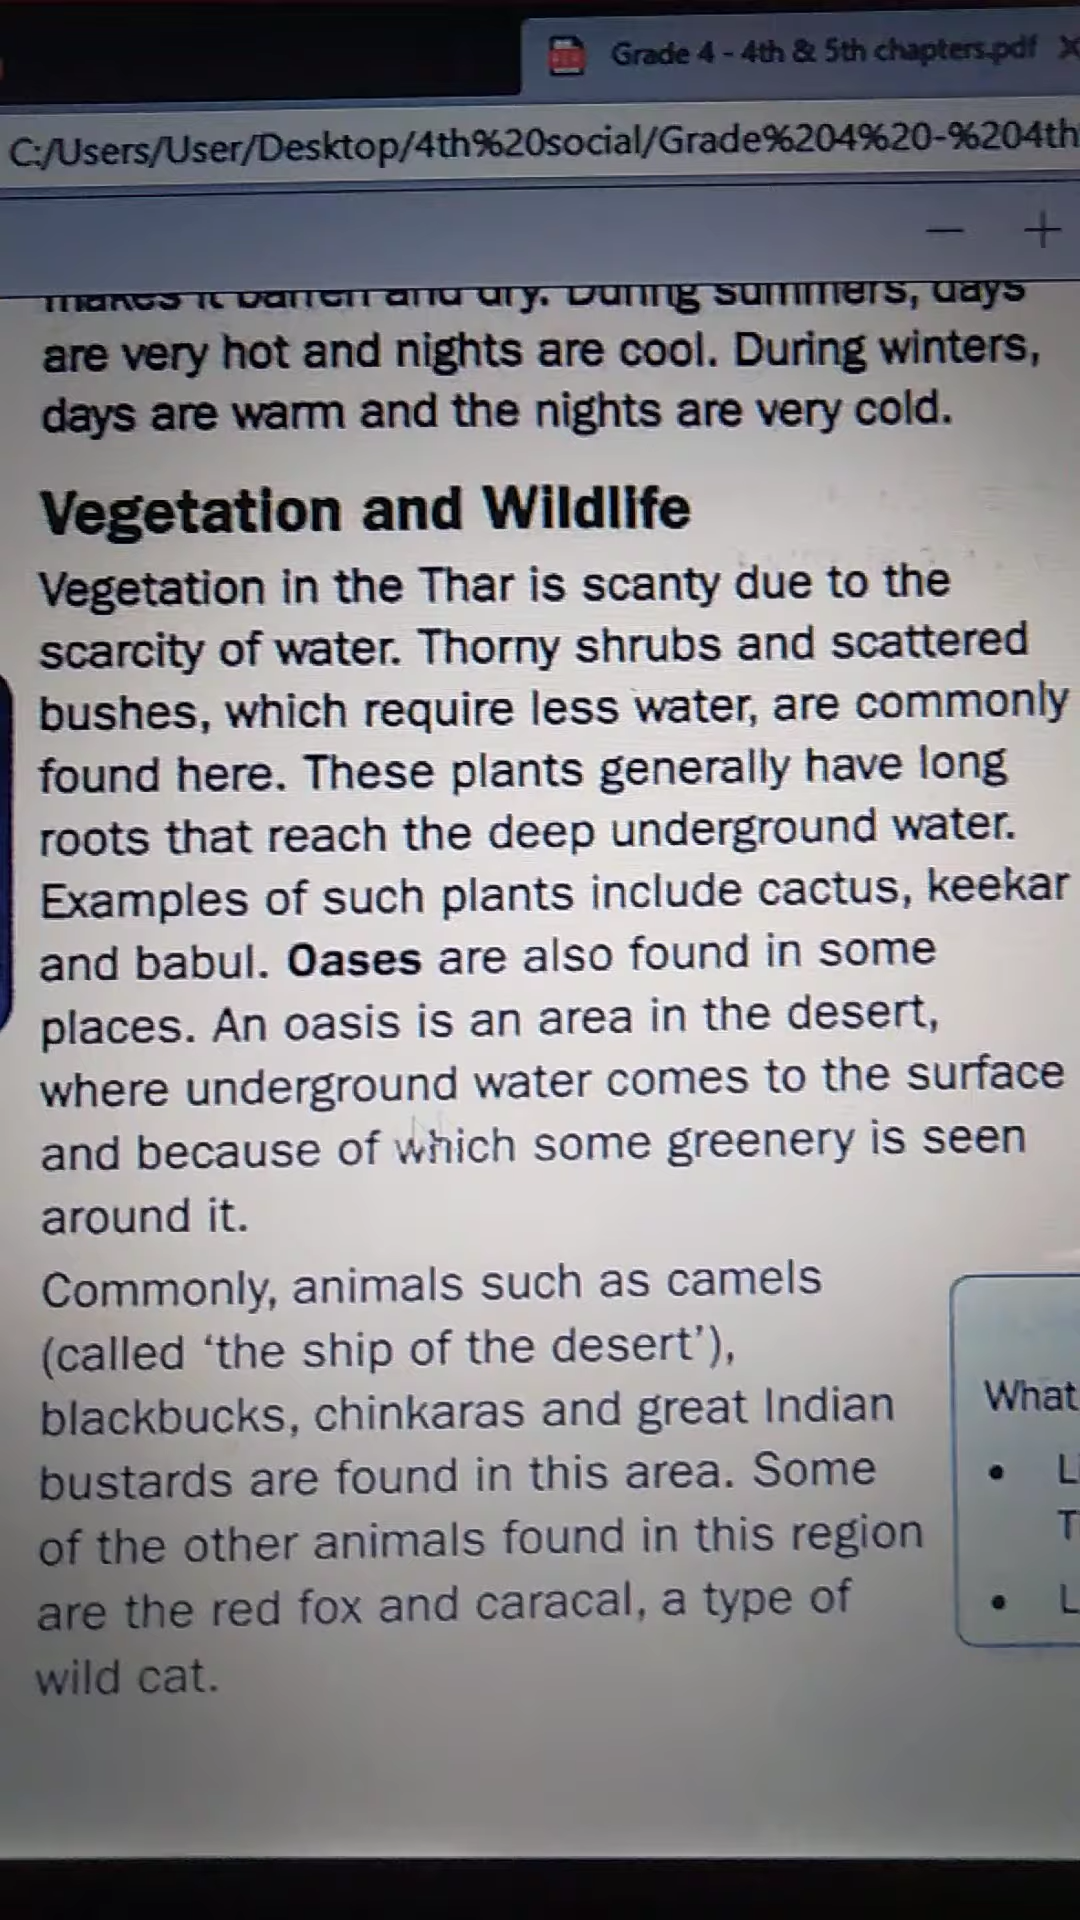 Grade 4 - 4th & 5th chapters.pdf
C:/Users/User/Desktop/4th%20social/Grade%204%20-%204th
makes it barren and dry. During summers, days
are very hot and nights are cool. During winters,
days are warm and the nights are very cold.
Vegetation and Wildlife
Vegetation in the Thar is scanty due to the
scarcity of water. Thorny shrubs and scattered
bushes, which require less water, are commonly
found here. These plants generally have long
roots that reach the deep underground water.
Examples of such plants include cactus, keekar
and babul. Oases are also found in some
places. An oasis is an area in the desert,
where underground water comes to the surface
and because of which some greenery is seen
around it.
Commonly, animals such as camels
(called ‘the ship of the desert’),
blackbucks, chinkaras and great Indian
bustards are found in this area. Some
of the other animals found in this region
are the red fox and caracal, a type of
wild cat.
What